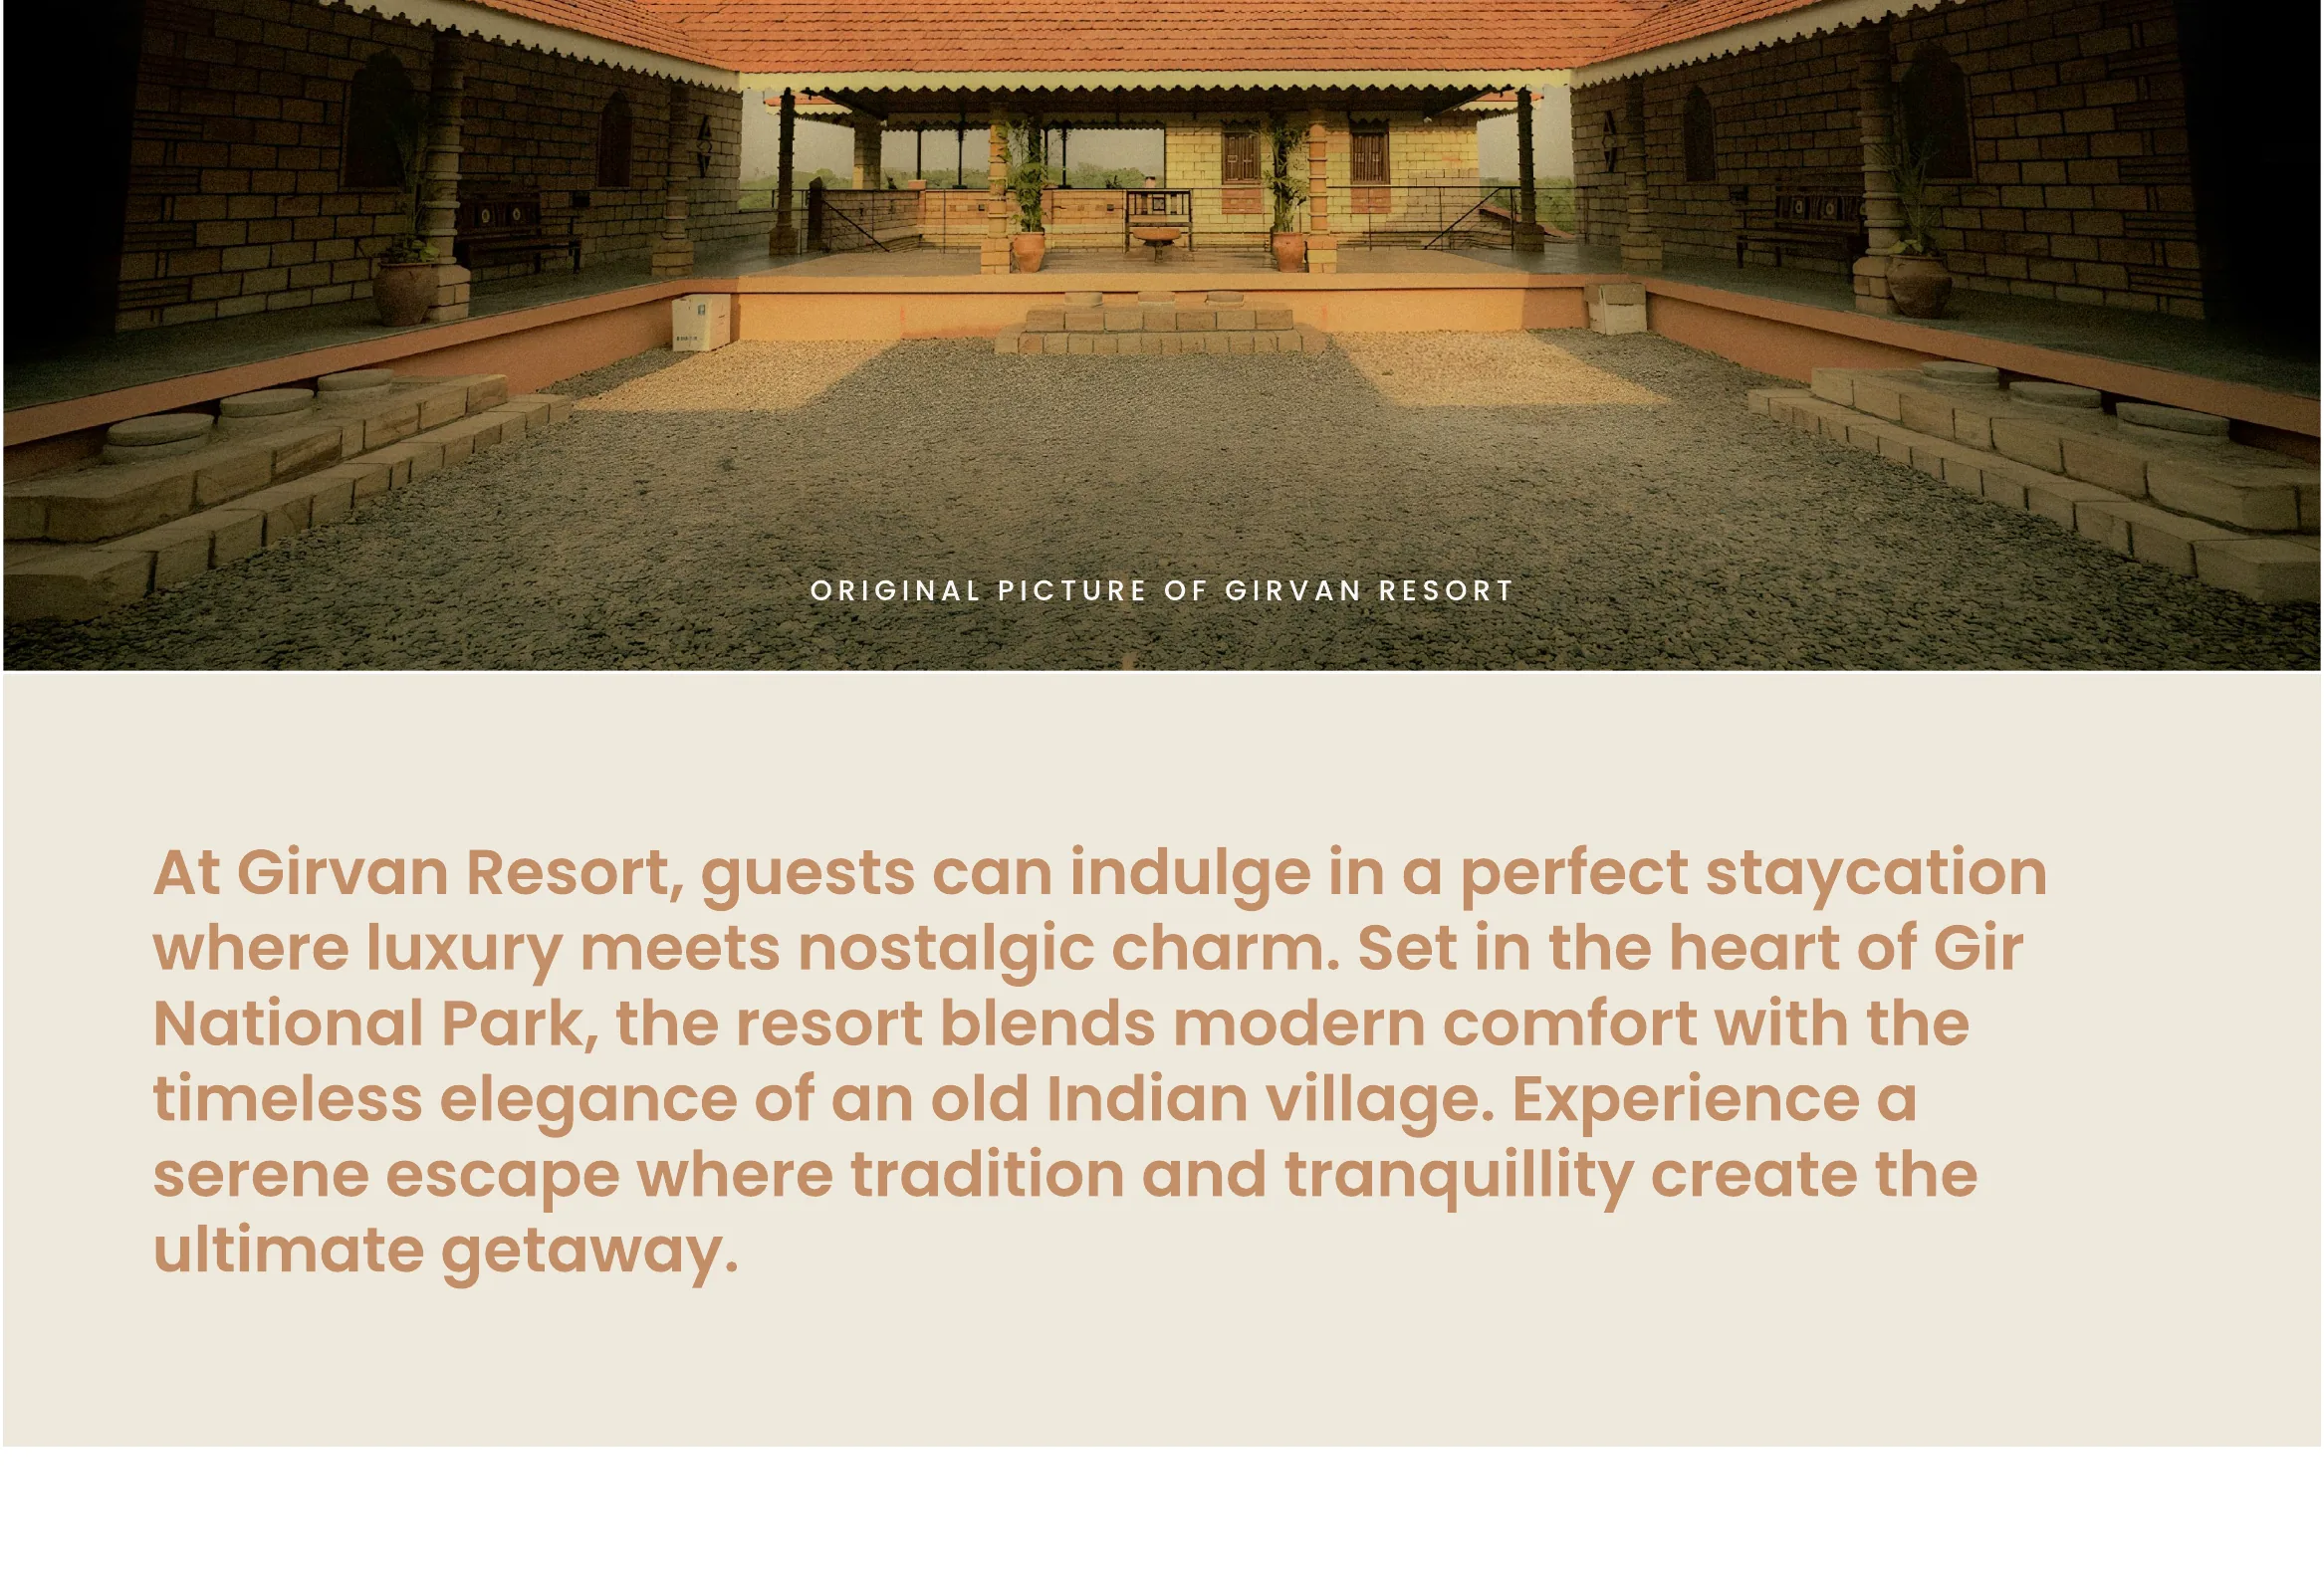 ORIGINAL PICTURE OF GIRVAN RESORT
At Girvan Resort, guests can indulge in a perfect staycation
where luxury meets nostalgic charm. Set in the heart of Gir
National Park, the resort blends modern comfort with the
timeless elegance of an old Indian village. Experience a
serene escape where tradition and tranquillity create the
ultimate getaway.